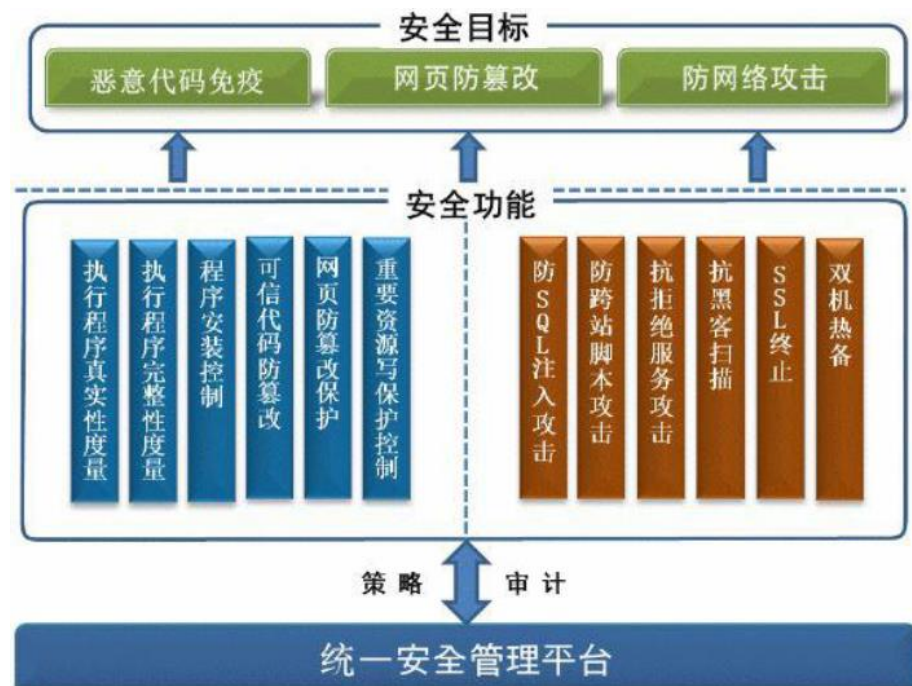 安全目标
恶意代码免疫
网页防篡改
防网络攻击
安全功能
执行程序真实性度量
执行程序完整性度量
程序安装控制
可信代码防篡改
网页防篡改保护
重要资源写保护控制
防SQL注入攻击
防跨站脚本攻击
抗拒绝服务攻击
抗黑客扫描
SSL终止
双机热备
策略 审计
统一安全管理平台